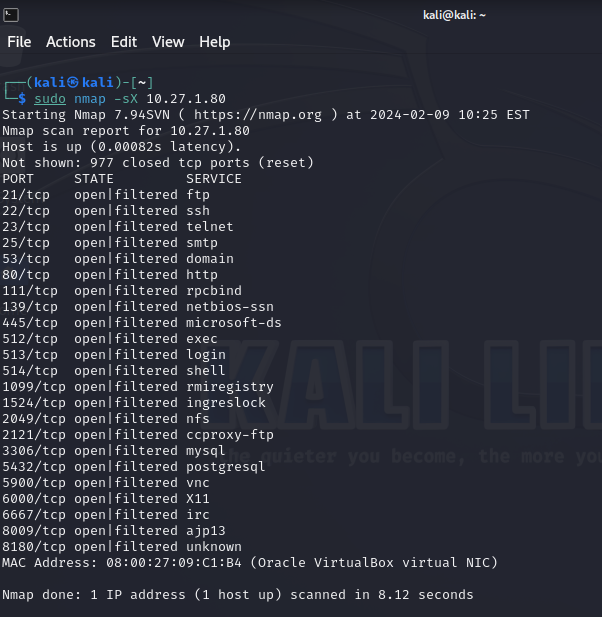 kali@kali: ~
File Actions Edit View Help
┌──(kali㉿kali)-[~]
└─$ sudo nmap -sX 10.27.1.80
Starting Nmap 7.94SVN ( https://nmap.org ) at 2024-02-09 10:25 EST
Nmap scan report for 10.27.1.80
Host is up (0.00082s latency).
Not shown: 977 closed tcp ports (reset)
PORT     STATE         SERVICE
21/tcp   open|filtered ftp
22/tcp   open|filtered ssh
23/tcp   open|filtered telnet
25/tcp   open|filtered smtp
53/tcp   open|filtered domain
80/tcp   open|filtered http
111/tcp  open|filtered rpcbind
139/tcp  open|filtered netbios-ssn
445/tcp  open|filtered microsoft-ds
512/tcp  open|filtered exec
513/tcp  open|filtered login
514/tcp  open|filtered shell
1099/tcp open|filtered rmiregistry
1524/tcp open|filtered ingreslock
2049/tcp open|filtered nfs
2121/tcp open|filtered ccproxy-ftp
3306/tcp open|filtered mysql
5432/tcp open|filtered postgresql
5900/tcp open|filtered vnc
6000/tcp open|filtered X11
6667/tcp open|filtered irc
8009/tcp open|filtered ajp13
8180/tcp open|filtered unknown
MAC Address: 08:00:27:09:C1:B4 (Oracle VirtualBox virtual NIC)
Nmap done: 1 IP address (1 host up) scanned in 8.12 seconds
KALI LI
the quieter you become, the more you